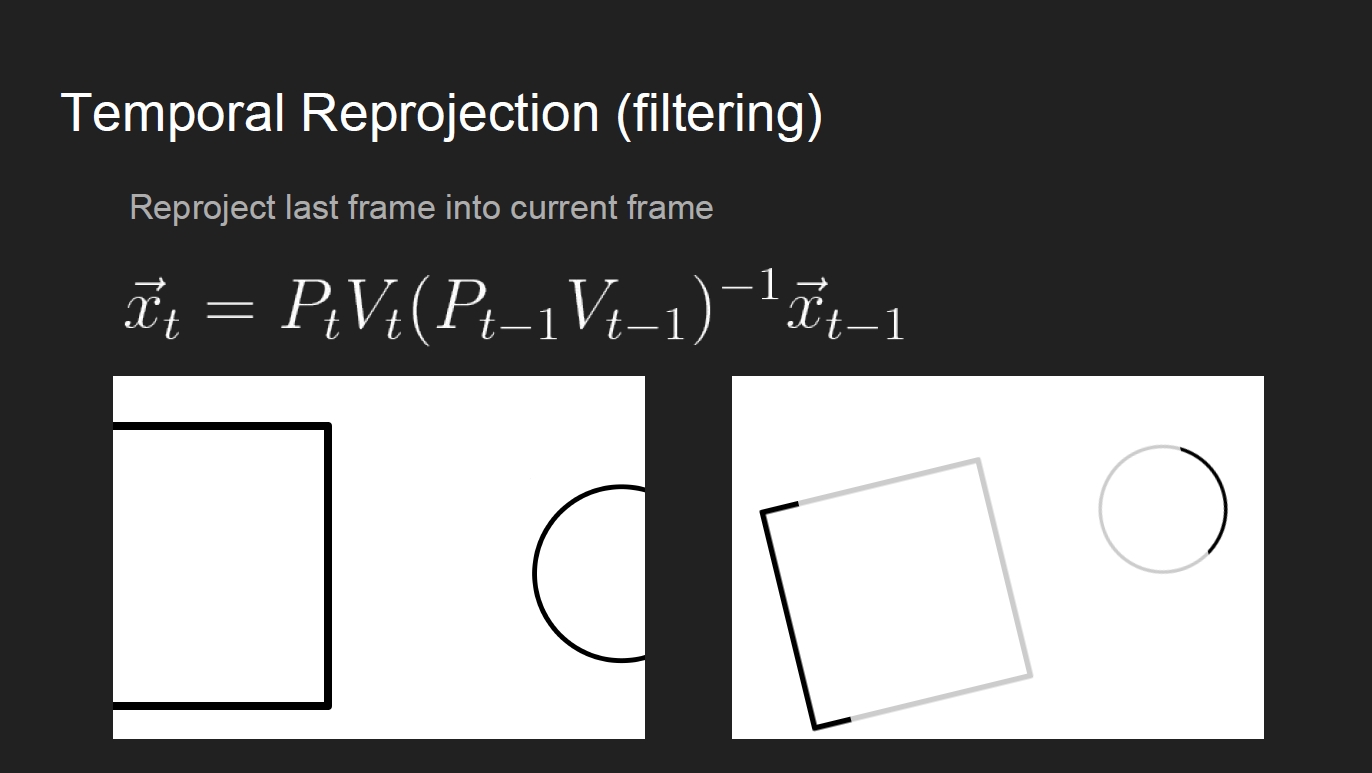 Temporal Reprojection (filtering)
Reproject last frame into current frame
$\vec{x}_t = P_t V_t (P_{t-1} V_{t-1})^{-1} \vec{x}_{t-1}$